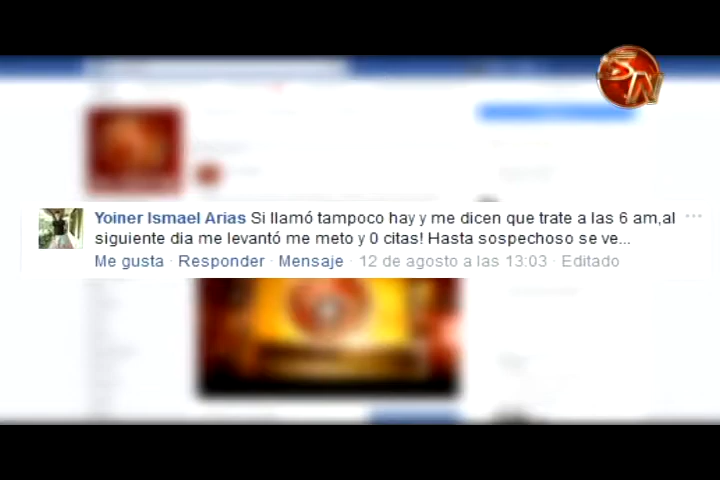 SN
Yoiner Ismael Arias Si llamó tampoco hay y me dicen que trate a las 6 am,al
siguiente dia me levantó me meto y 0 citas! Hasta sospechoso se ve...
Me gusta · Responder · Mensaje · 12 de agosto a las 13:03 · Editado